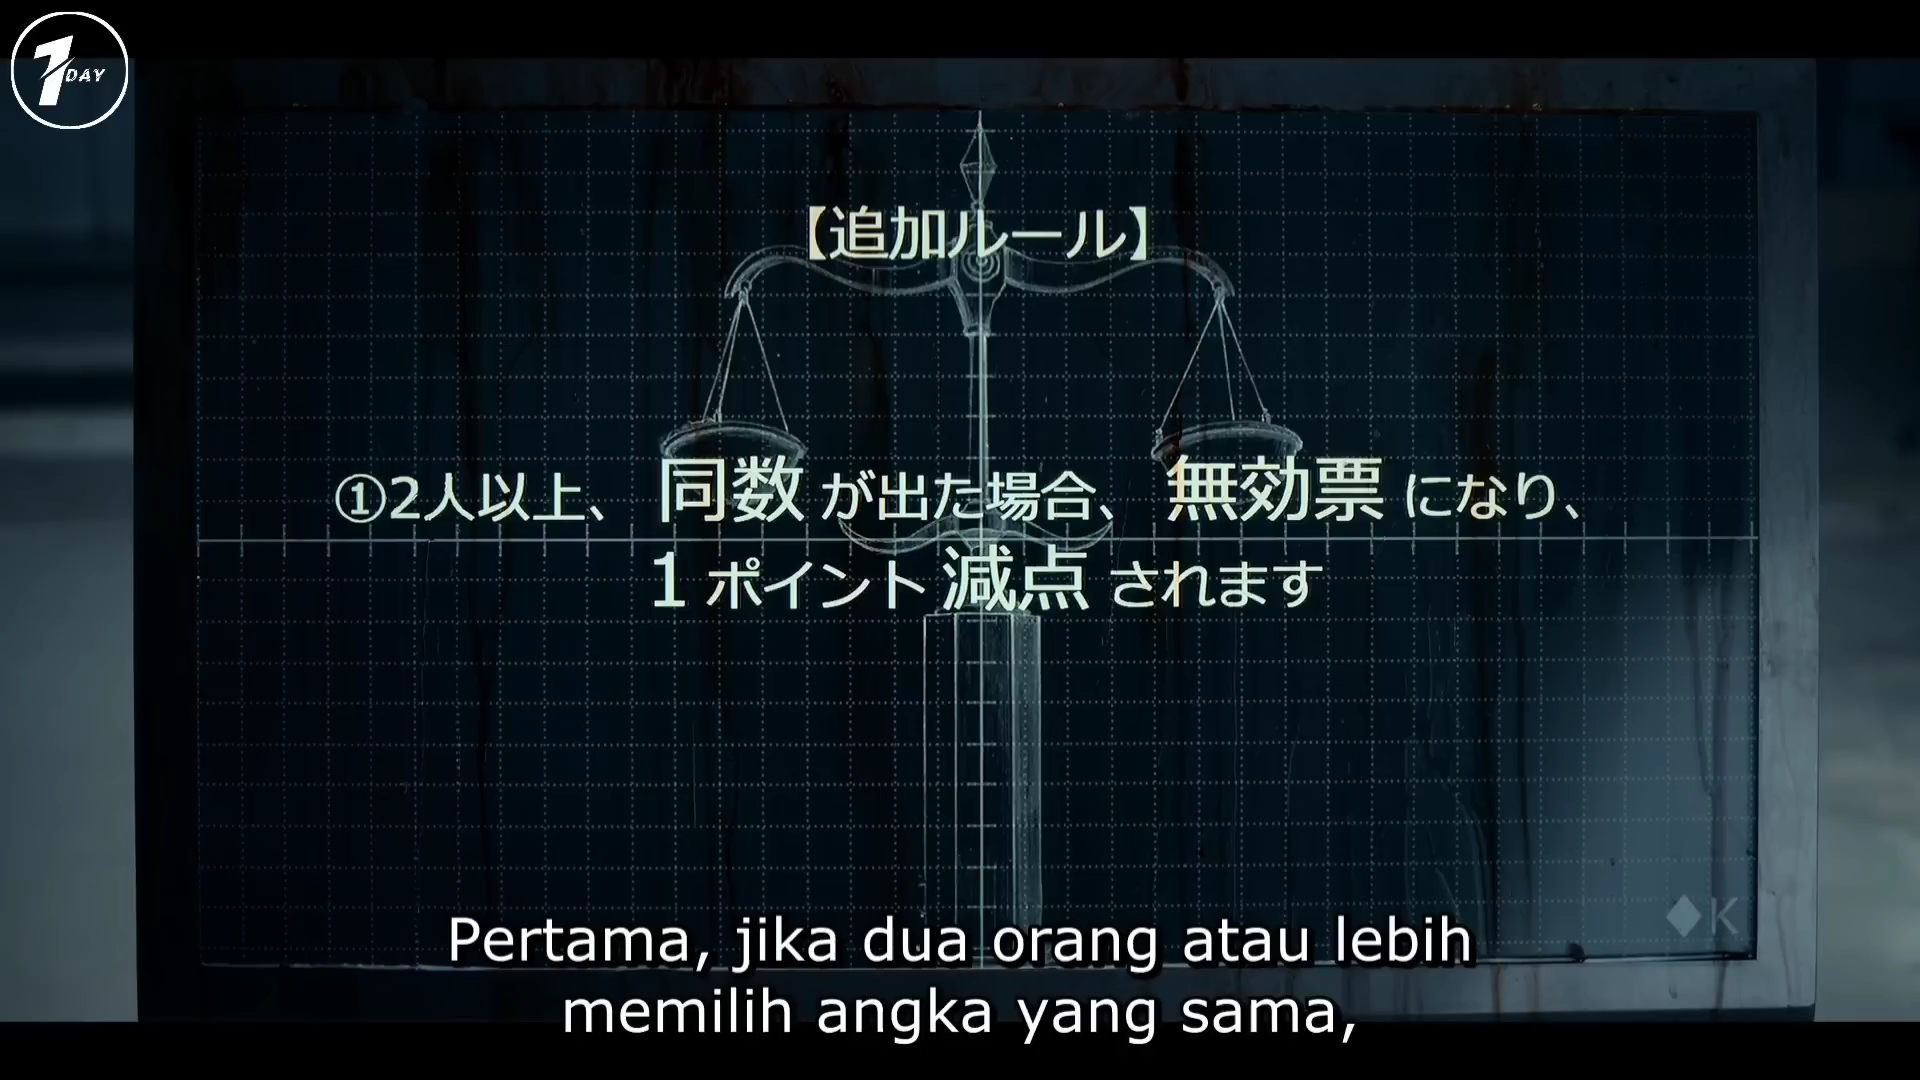 1DAY
【追加ルール】
①2人以上、 同数 が出た場合、 無効票 になり、
1 ポイント 減点 されます
♦K
Pertama, jika dua orang atau lebih
memilih angka yang sama,